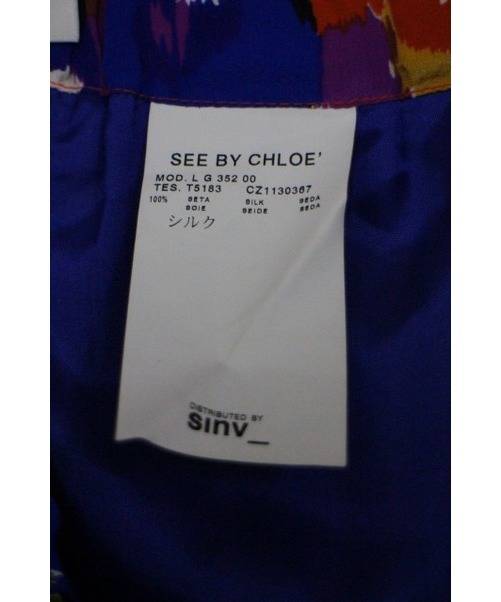 SEE BY CHLOE'
MOD. L G 352 00
TES. T5183 CZ1130367
100% SETA SILK SEDA
SOIE SEIDE SEDA
シルク
DISTRIBUTED BY
sinv_